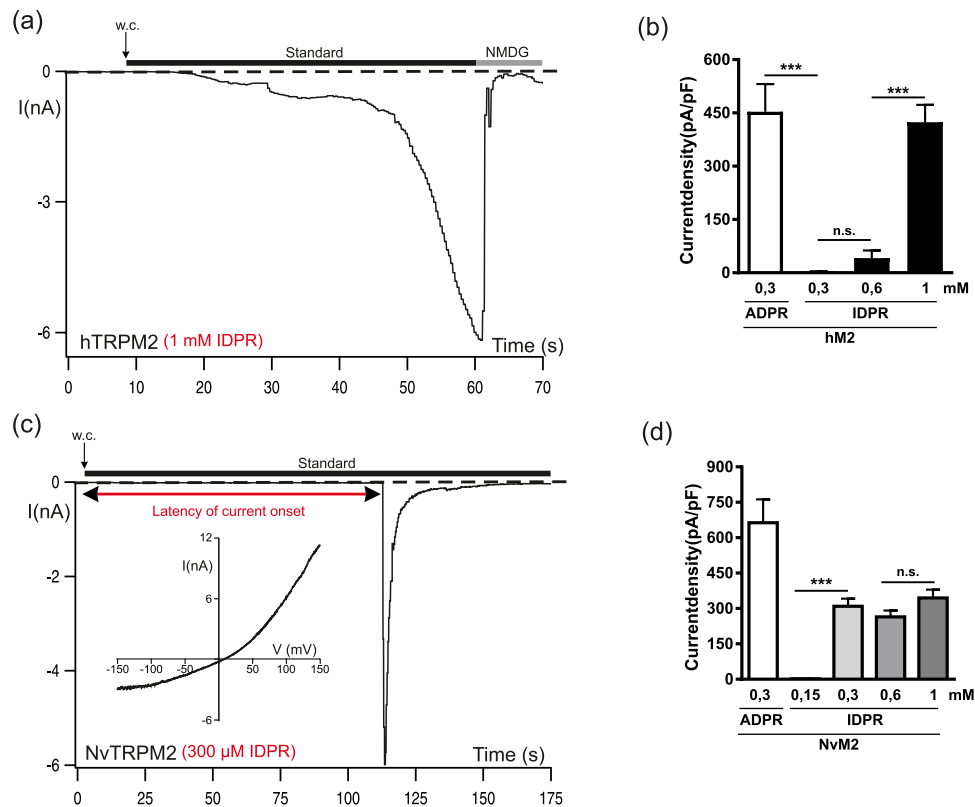 (a)
w.c.
Standard
NMDG
0
I(nA)
-3
-6
hTRPM2 (1 mM IDPR)
Time (s)
0 10 20 30 40 50 60 70
(b)
Currentdensity(pA/pF)
600
450
300
150
0
***
***
n.s.
0,3 0,3 0,6 1 mM
ADPR IDPR
hM2
(c)
w.c.
Standard
0
I(nA)
-2
-4
-6
Latency of current onset
12
I(nA)
6
V (mV)
-150 -100 -50 50 100 150
-6
NvTRPM2 (300 µM IDPR)
Time (s)
0 25 50 75 100 125 150 175
(d)
Currentdensity(pA/pF)
900
750
600
450
300
150
0
***
n.s.
0,3 0,15 0,3 0,6 1 mM
ADPR IDPR
NvM2